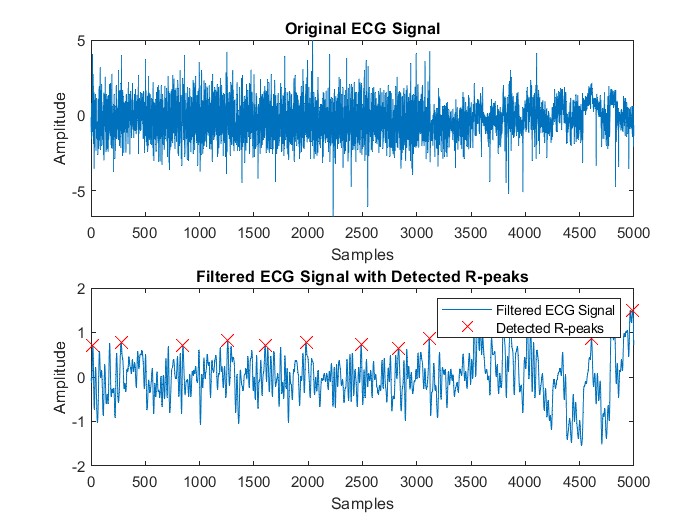 Original ECG Signal
5
0
-5
Amplitude
0 500 1000 1500 2000 2500 3000 3500 4000 4500 5000
Samples
Filtered ECG Signal with Detected R-peaks
2
1
0
-1
-2
Amplitude
Filtered ECG Signal
Detected R-peaks
0 500 1000 1500 2000 2500 3000 3500 4000 4500 5000
Samples